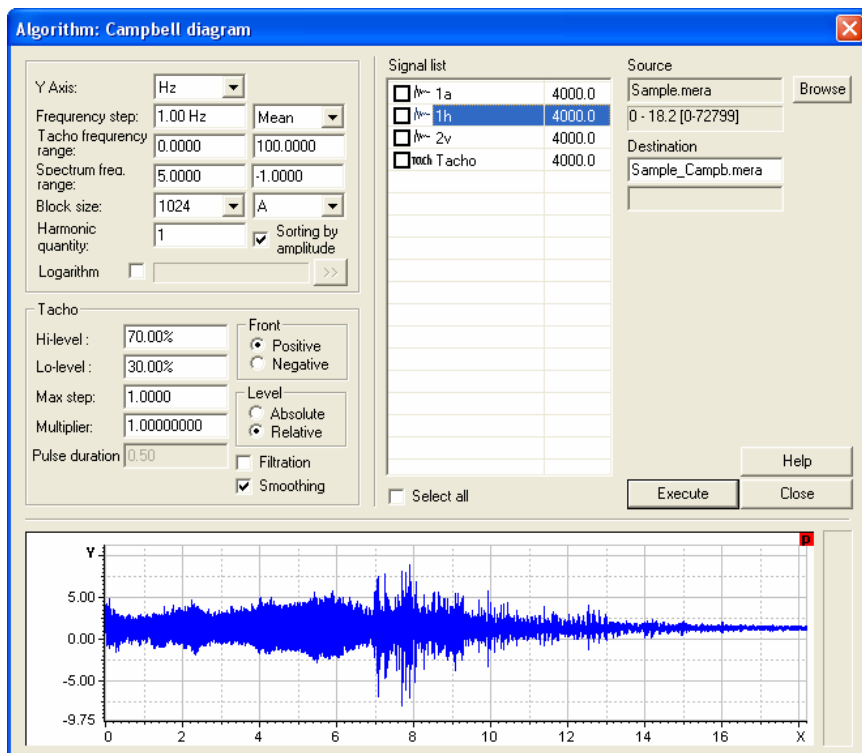 Algorithm: Campbell diagram
Y Axis: Hz
Frequrency step: 1.00 Hz Mean
Tacho frequrency range: 0.0000 100.0000
Spectrum freq. range: 5.0000 -1.0000
Block size: 1024 A
Harmonic quantity: 1 Sorting by amplitude
Logarithm >>
Tacho
Hi-level : 70.00%
Lo-level : 30.00%
Max step: 1.0000
Multiplier: 1.00000000
Pulse duration 0.50
Front
Positive
Negative
Level
Absolute
Relative
Filtration
Smoothing
Signal list
1a 4000.0
1h 4000.0
2v 4000.0
Tach Tacho 4000.0
Select all
Source
Sample.mera Browse
0 - 18.2 [0-72799]
Destination
Sample_Campb.mera
Help
Execute Close
p
Y
5.00
0.00
-5.00
-9.75
0 2 4 6 8 10 12 14 16 X